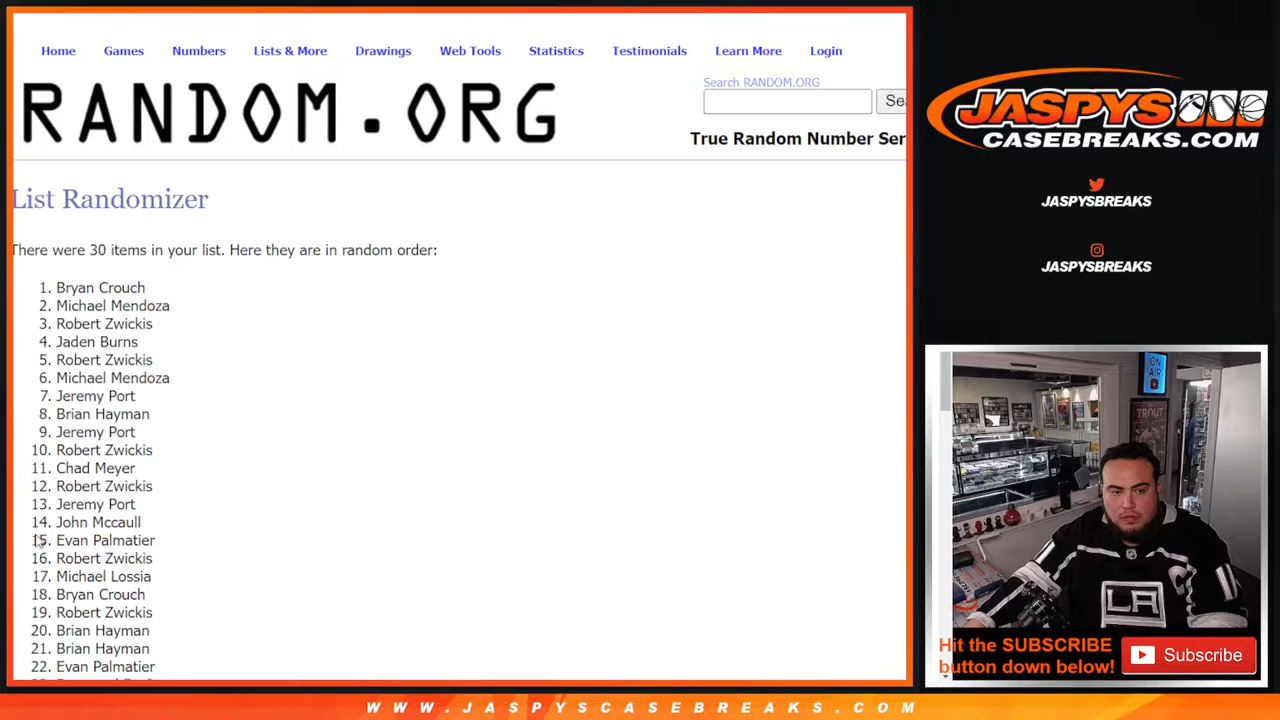 Home Games Numbers Lists & More Drawings Web Tools Statistics Testimonials Learn More Login
RANDOM.ORG
Search RANDOM.ORG
Sea
True Random Number Ser
List Randomizer
There were 30 items in your list. Here they are in random order:
1. Bryan Crouch
2. Michael Mendoza
3. Robert Zwickis
4. Jaden Burns
5. Robert Zwickis
6. Michael Mendoza
7. Jeremy Port
8. Brian Hayman
9. Jeremy Port
10. Robert Zwickis
11. Chad Meyer
12. Robert Zwickis
13. Jeremy Port
14. John Mccaull
15. Evan Palmatier
16. Robert Zwickis
17. Michael Lossia
18. Bryan Crouch
19. Robert Zwickis
20. Brian Hayman
21. Brian Hayman
22. Evan Palmatier
JASPYS
CASEBREAKS.COM
JASPYSBREAKS
JASPYSBREAKS
ON
AIR
TROUT
LA
C
Hit the SUBSCRIBE
button down below!
Subscribe
WWW.JASPYSCASEBREAKS.COM